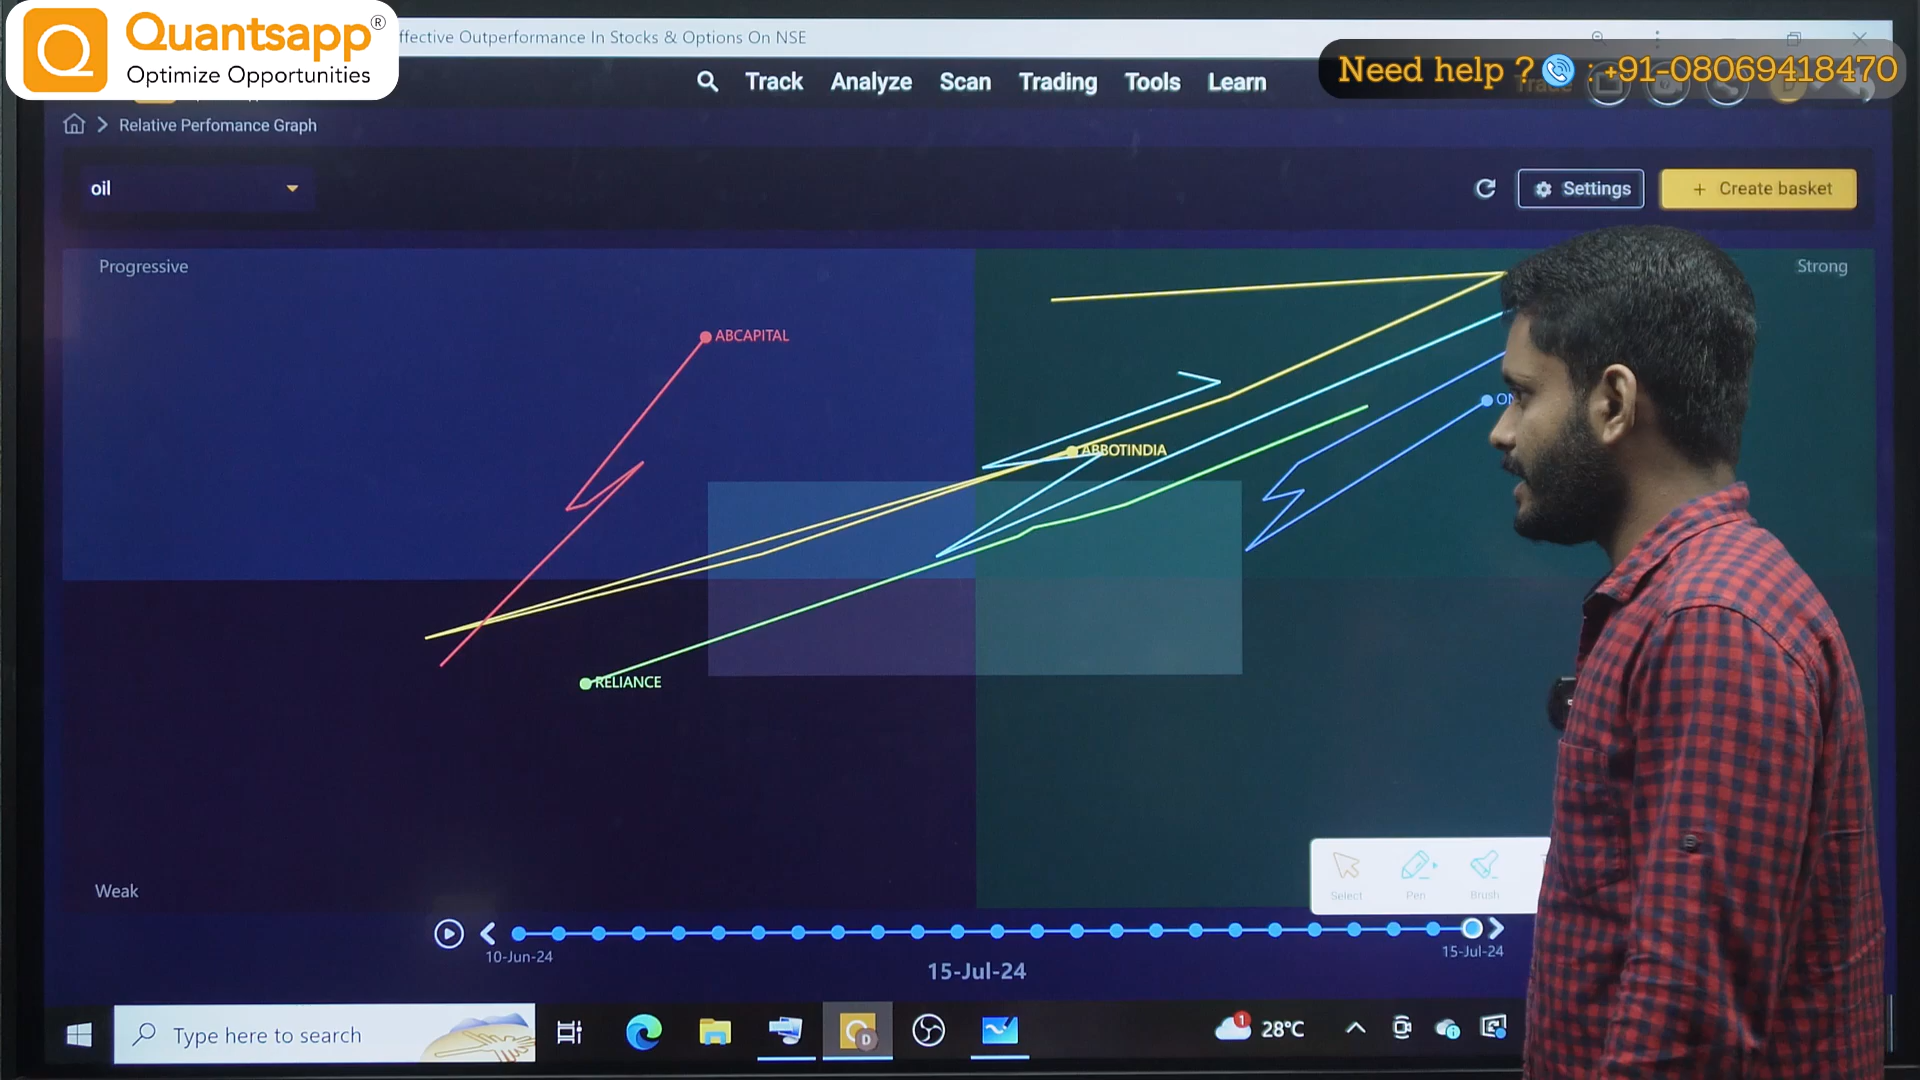 Quantsapp®
Optimize Opportunities
ffective Outperformance In Stocks & Options On NSE
Need help ? : +91-08069418470
Track Analyze Scan Trading Tools Learn
Relative Perfomance Graph
oil
Settings
+ Create basket
Progressive
Strong
ABCAPITAL
ON
ABBOTINDIA
RELIANCE
Weak
Select Pen Brush
10-Jun-24
15-Jul-24
15-Jul-24
Type here to search
D
1
28°C